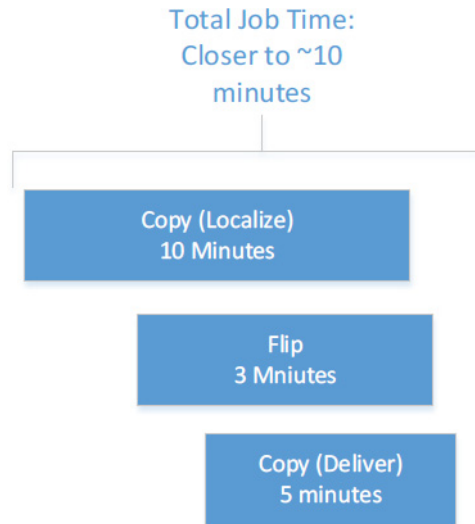 Total Job Time:
Closer to ~10
minutes
Copy (Localize)
10 Minutes
Flip
3 Mniutes
Copy (Deliver)
5 minutes